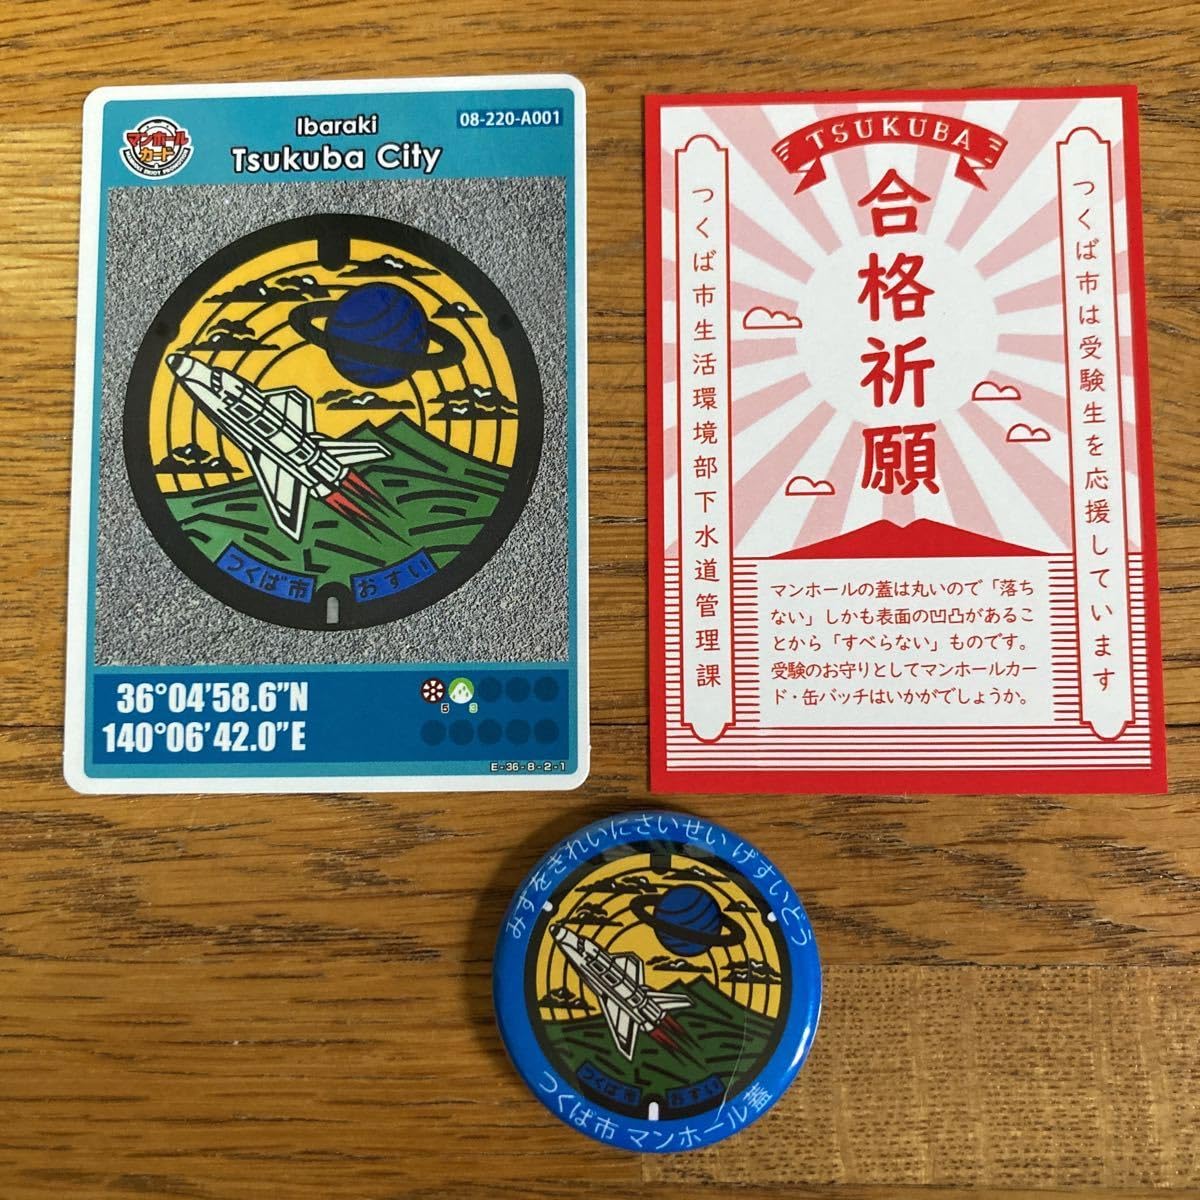 マンホール
カード
Ibaraki
Tsukuba City
08-220-A001
つくば市
おすい
36°04'58.6"N
140°06'42.0"E
5
3
E-36-8-2-1
TSUKUBA
合格祈願
つくば市は受験生を応援しています
つくば市生活環境部下水道管理課
マンホールの蓋は丸いので「落ち
ない」しかも表面の凹凸があるこ
とから「すべらない」ものです。
受験のお守りとしてマンホールカー
ド・缶バッチはいかがでしょうか。
みずをきれいにさいせい げすいどう
つくば市
おすい
つくば市 マンホール蓋